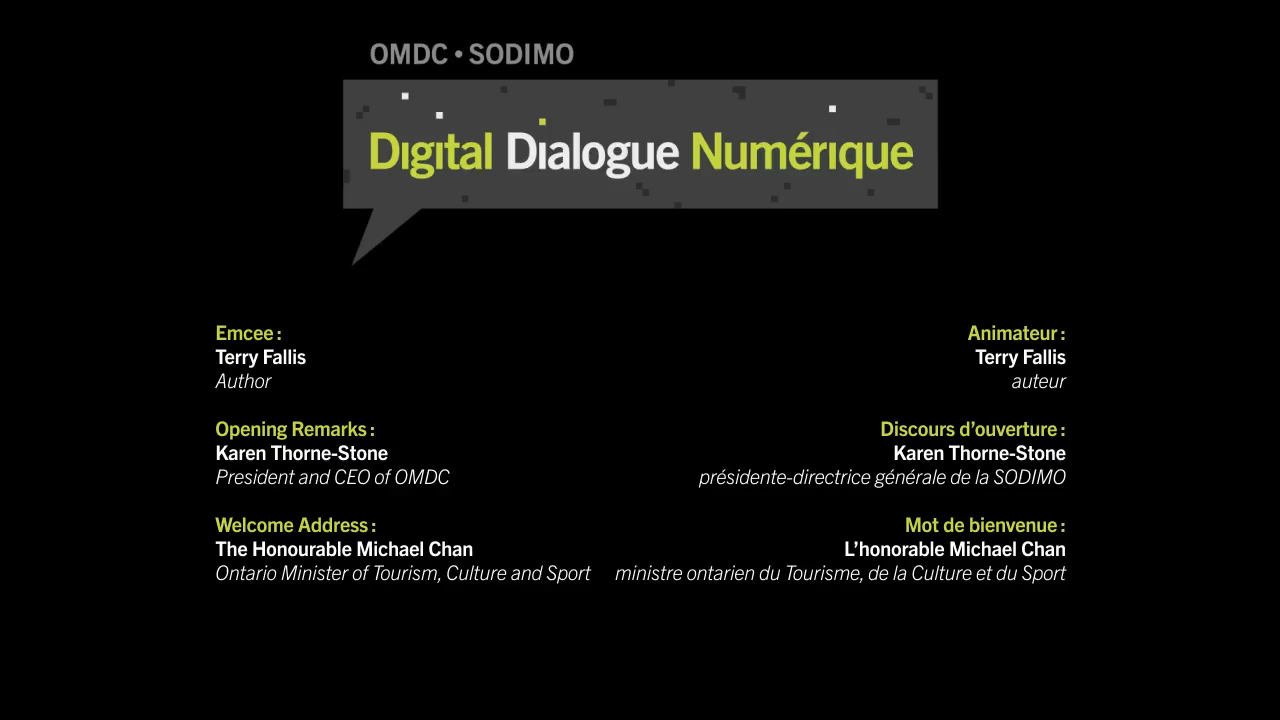 OMDC • SODIMO
Digital Dialogue Numérique
Emcee :
Terry Fallis
Author
Opening Remarks :
Karen Thorne-Stone
President and CEO of OMDC
Welcome Address :
The Honourable Michael Chan
Ontario Minister of Tourism, Culture and Sport
Animateur :
Terry Fallis
auteur
Discours d’ouverture :
Karen Thorne-Stone
présidente-directrice générale de la SODIMO
Mot de bienvenue :
L’honorable Michael Chan
ministre ontarien du Tourisme, de la Culture et du Sport